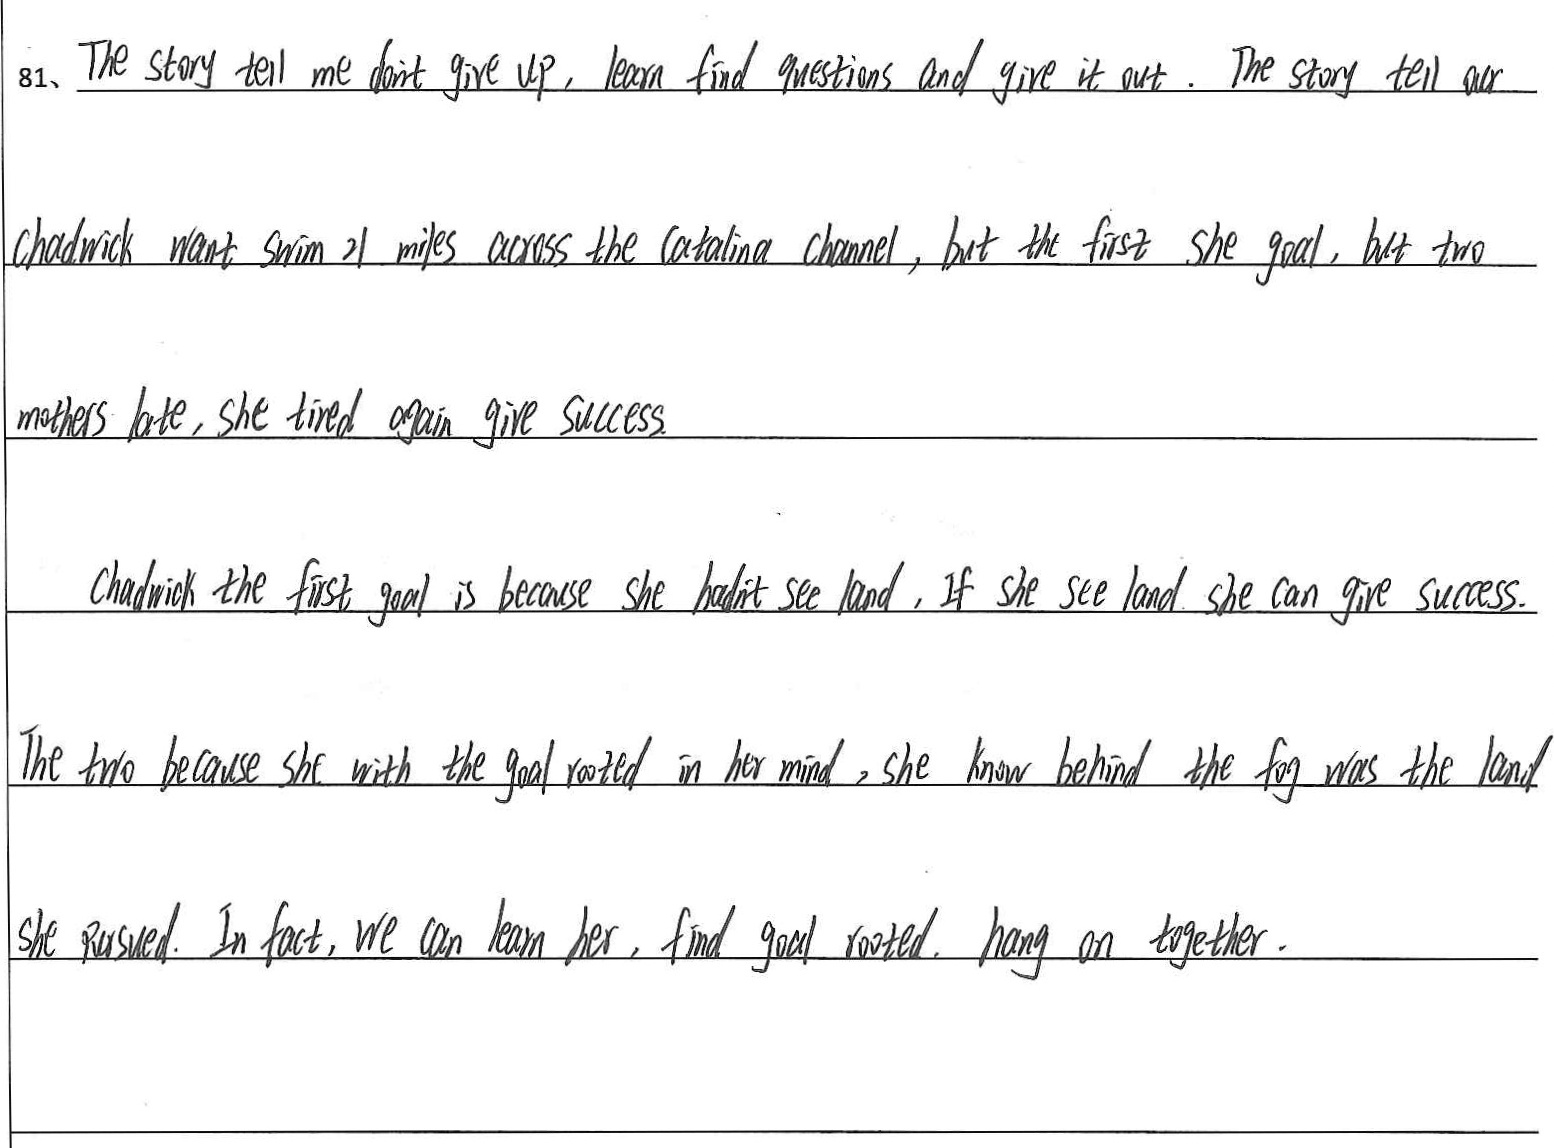 81、The story tell me don't give up, learn find questions and give it out. The story tell our
Chadwick want swim 21 miles across the Catalina channel, but the first she goal, but two
mothers late, she tired again give success.
Chadwick the first goal is because she hadn't see land, If she see land she can give success.
The two because she with the goal rooted in her mind, she know behind the fog was the land
she Pursued. In fact, we can learn her, find goal rooted. hang on together.